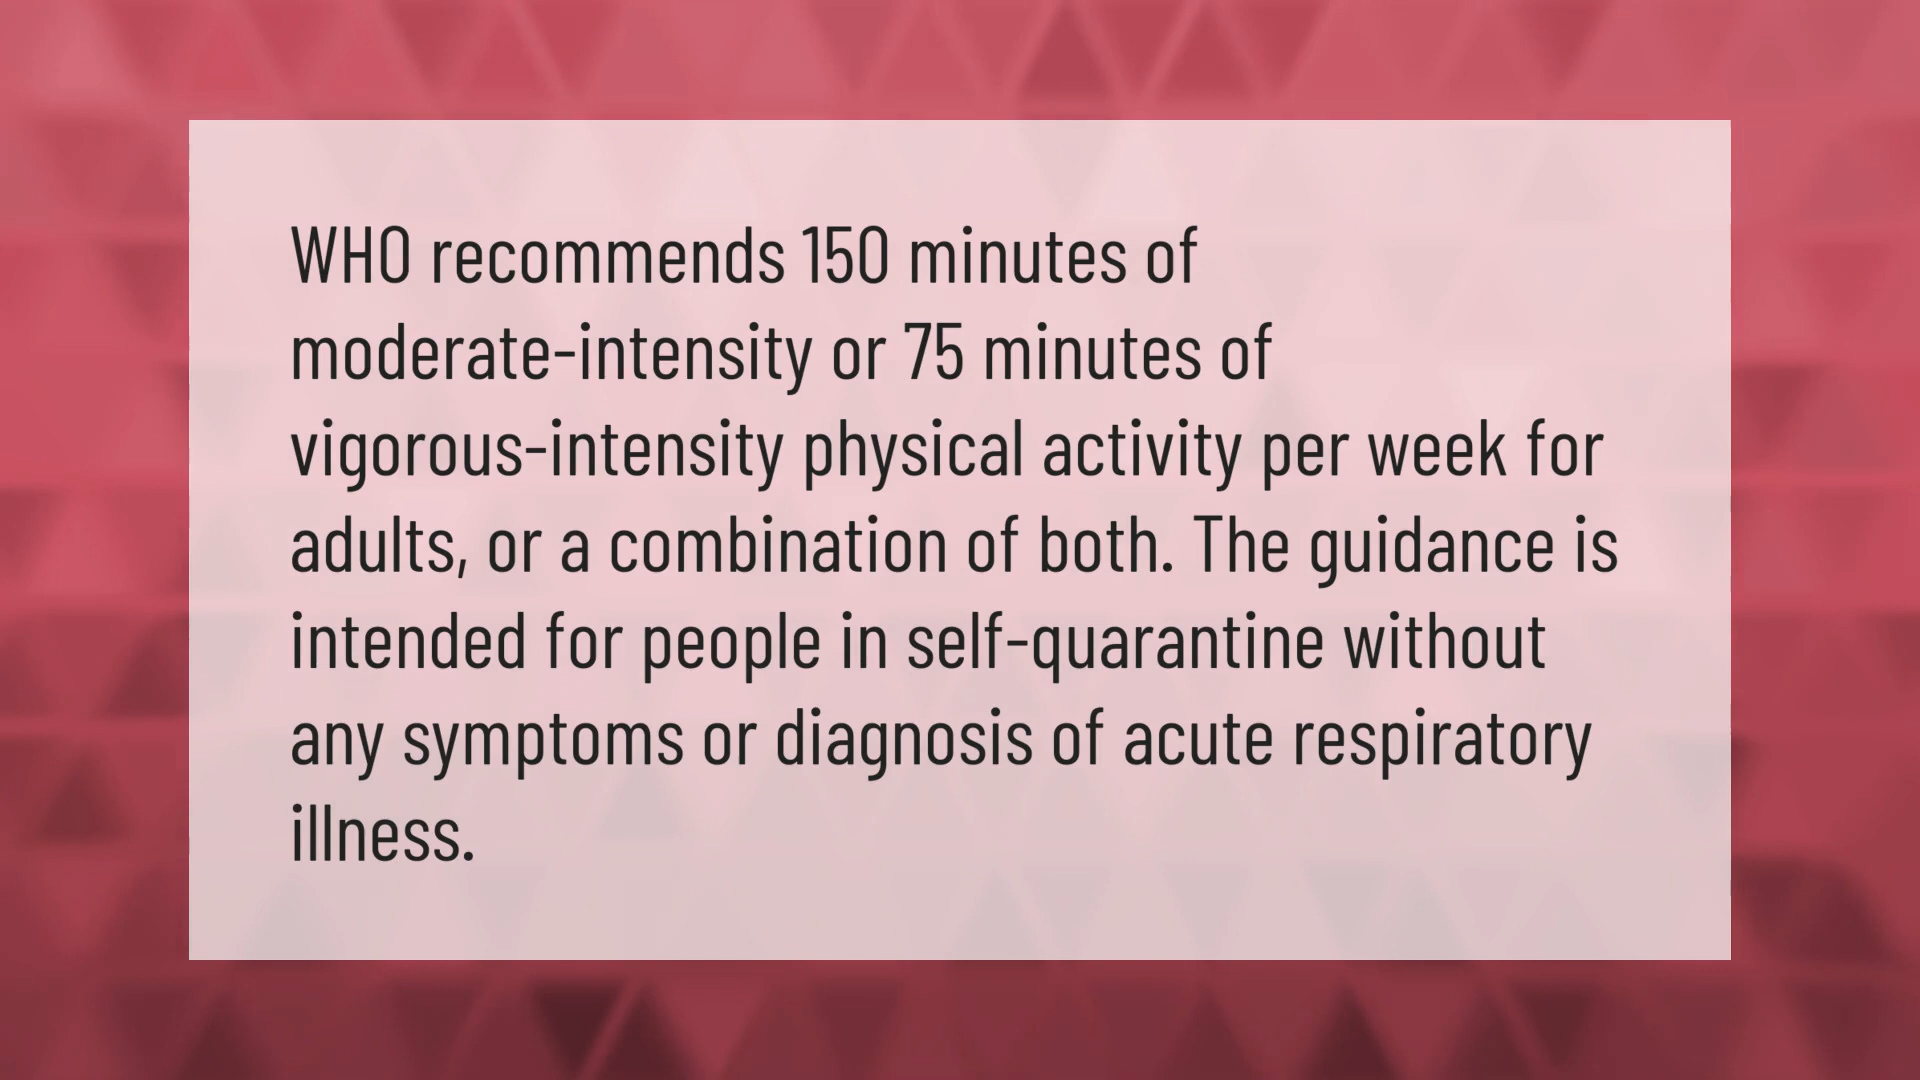 WHO recommends 150 minutes of
moderate-intensity or 75 minutes of
vigorous-intensity physical activity per week for
adults, or a combination of both. The guidance is
intended for people in self-quarantine without
any symptoms or diagnosis of acute respiratory
illness.